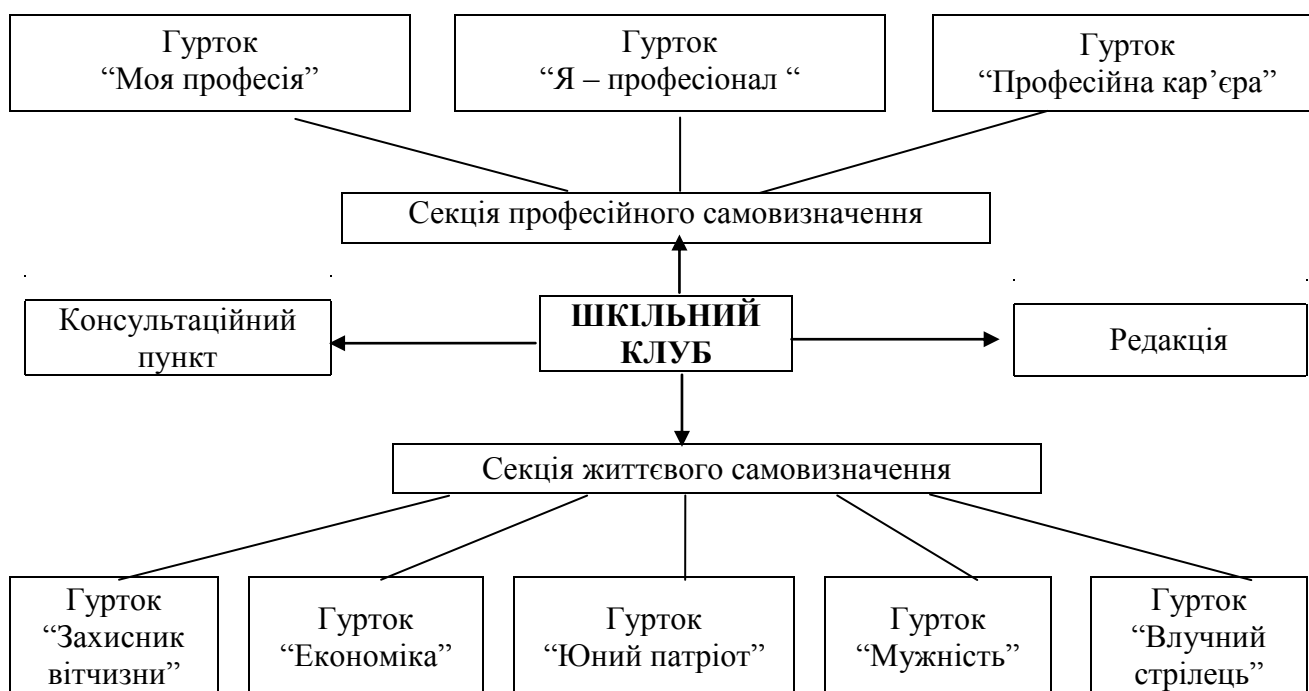 Гурток
“Моя професія”
Гурток
“Я – професіонал “
Гурток
“Професійна кар’єра”
Секція професійного самовизначення
Консультаційний
пункт
ШКІЛЬНИЙ
КЛУБ
Редакція
Секція життєвого самовизначення
Гурток
“Захисник
вітчизни”
Гурток
“Економіка”
Гурток
“Юний патріот”
Гурток
“Мужність”
Гурток
“Влучний
стрілець”